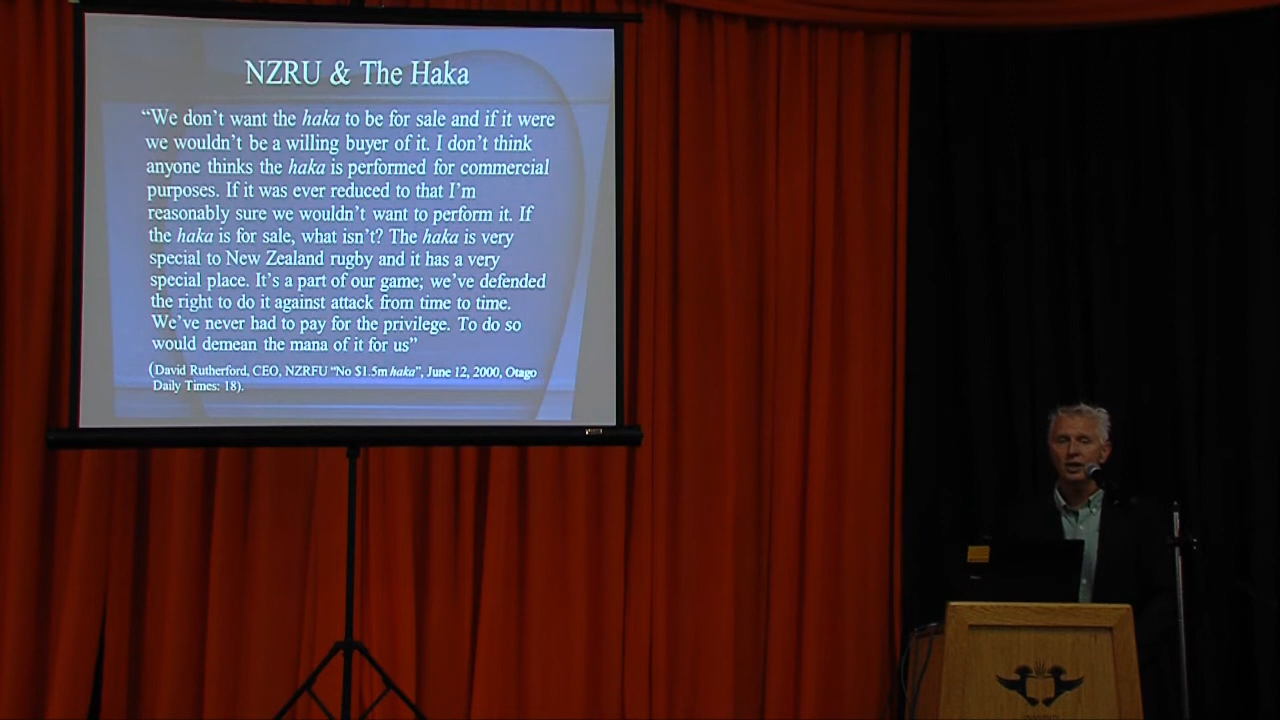 NZRU & The Haka
“We don’t want the haka to be for sale and if it were
we wouldn’t be a willing buyer of it. I don’t think
anyone thinks the haka is performed for commercial
purposes. If it was ever reduced to that I’m
reasonably sure we wouldn’t want to perform it. If
the haka is for sale, what isn’t? The haka is very
special to New Zealand rugby and it has a very
special place. It’s a part of our game; we’ve defended
the right to do it against attack from time to time.
We’ve never had to pay for the privilege. To do so
would demean the mana of it for us”
(David Rutherford, CEO, NZRFU “No $1.5m haka”, June 12, 2000, Otago
Daily Times: 18).